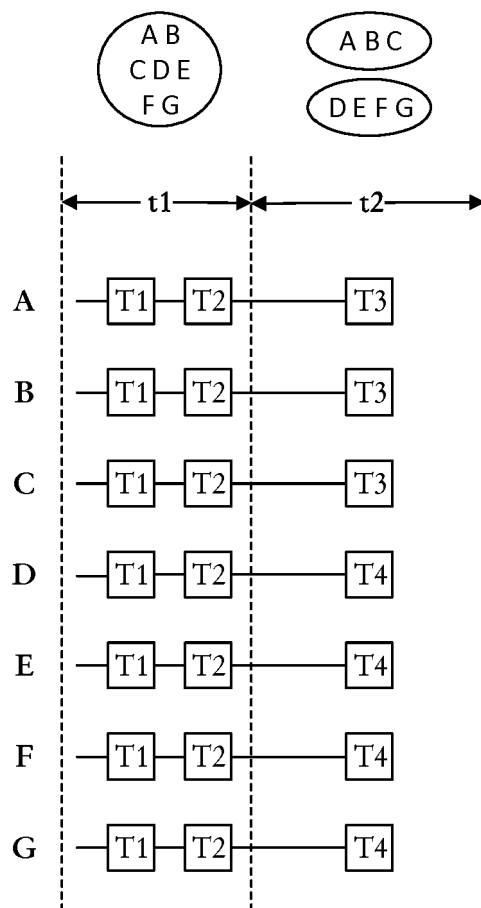 A B
C D E
F G
A B C
D E F G
t1 t2
A T1 T2 T3
B T1 T2 T3
C T1 T2 T3
D T1 T2 T4
E T1 T2 T4
F T1 T2 T4
G T1 T2 T4